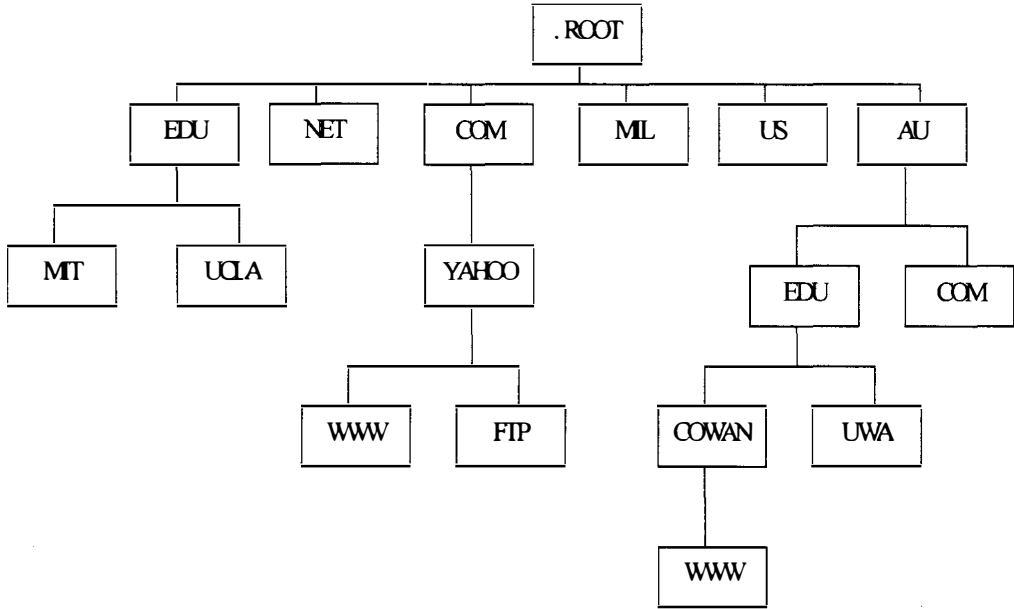 .ROOT
EDU NET COM MIL US AU
MIT UCLA YAHOO EDU COM
WWW FTP COWAN UWA
WWW